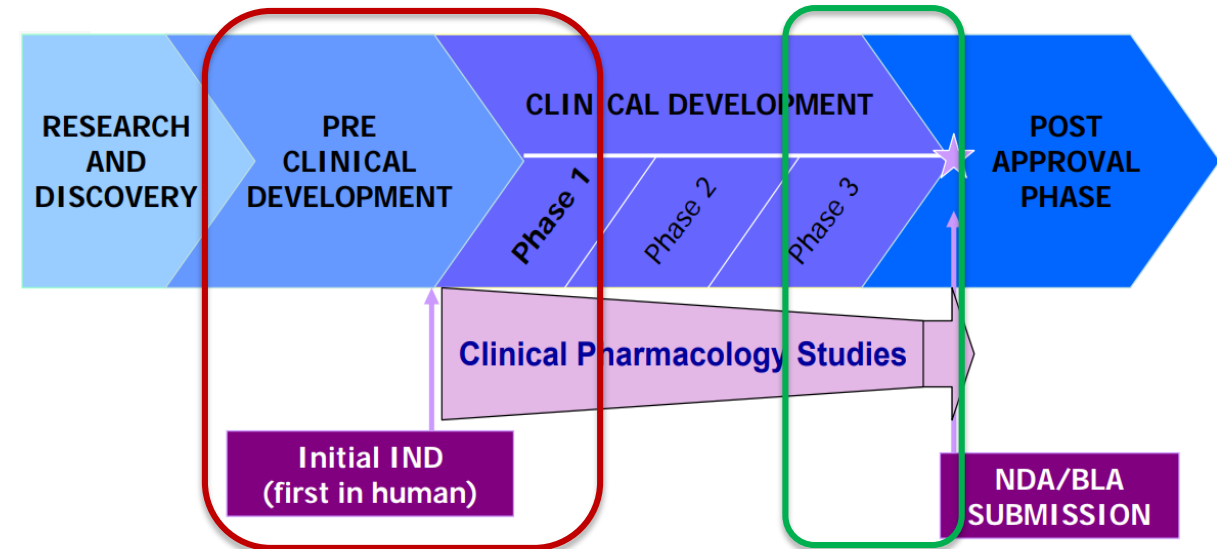 RESEARCH
AND
DISCOVERY
PRE
CLINICAL
DEVELOPMENT
CLINICAL DEVELOPMENT
Phase 1
Phase 2
Phase 3
POST
APPROVAL
PHASE
Clinical Pharmacology Studies
Initial IND
(first in human)
NDA/BLA
SUBMISSION